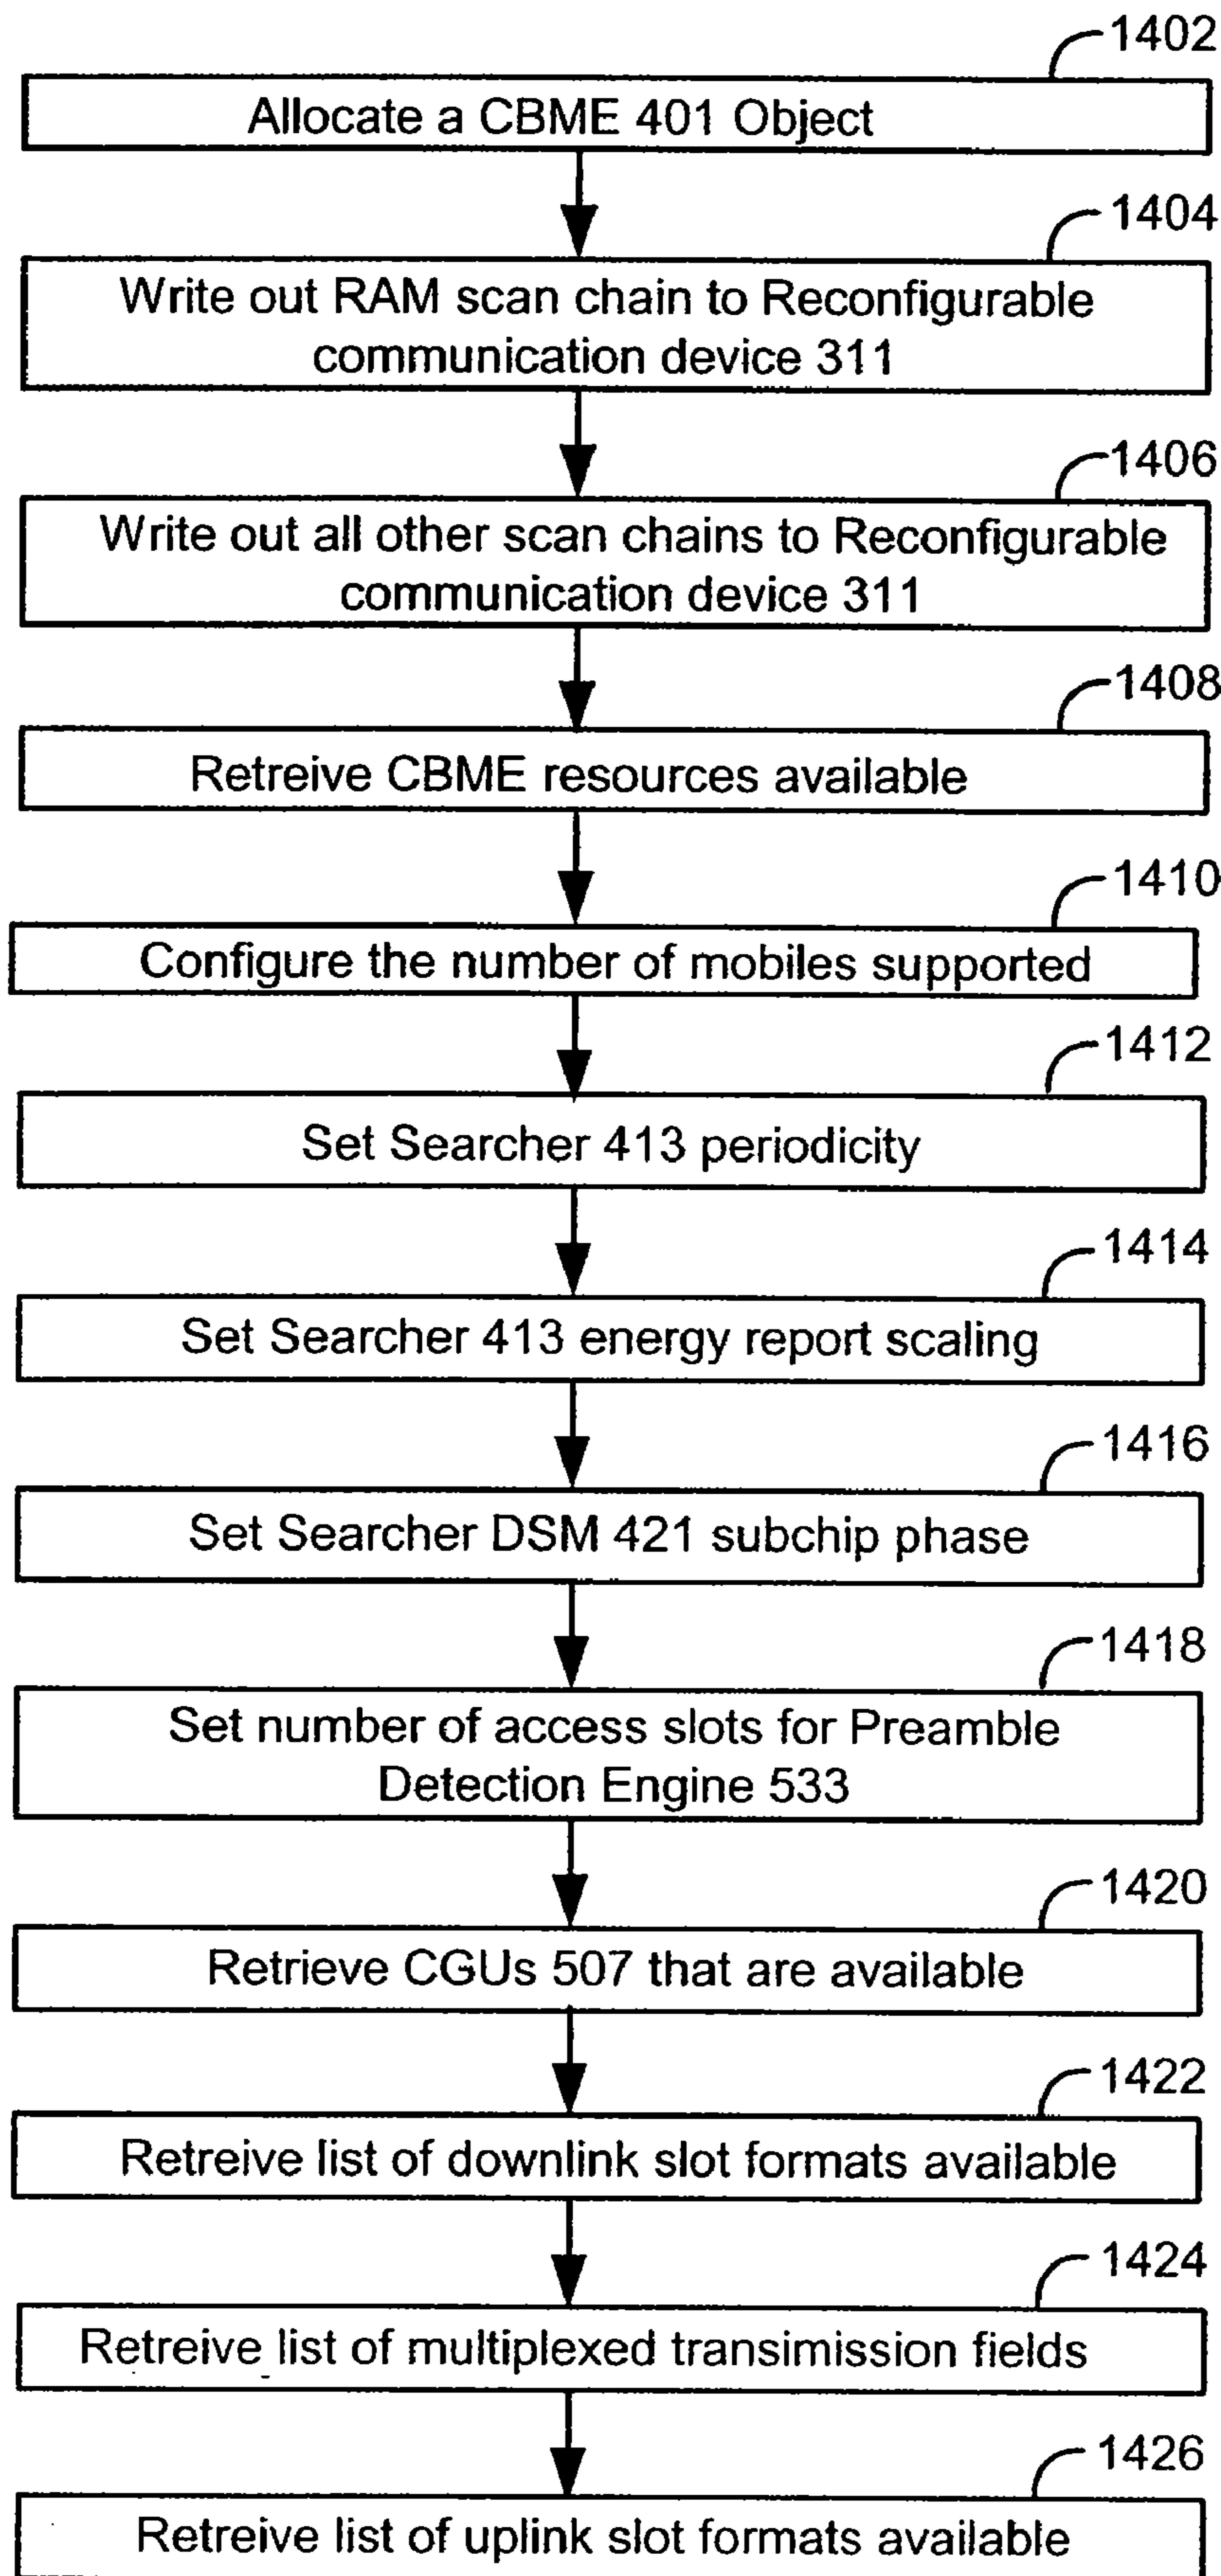 1402
Allocate a CBME 401 Object
1404
Write out RAM scan chain to Reconfigurable
communication device 311
1406
Write out all other scan chains to Reconfigurable
communication device 311
1408
Retreive CBME resources available
1410
Configure the number of mobiles supported
1412
Set Searcher 413 periodicity
1414
Set Searcher 413 energy report scaling
1416
Set Searcher DSM 421 subchip phase
1418
Set number of access slots for Preamble
Detection Engine 533
1420
Retrieve CGUs 507 that are available
1422
Retreive list of downlink slot formats available
1424
Retreive list of multiplexed transimission fields
1426
Retreive list of uplink slot formats available